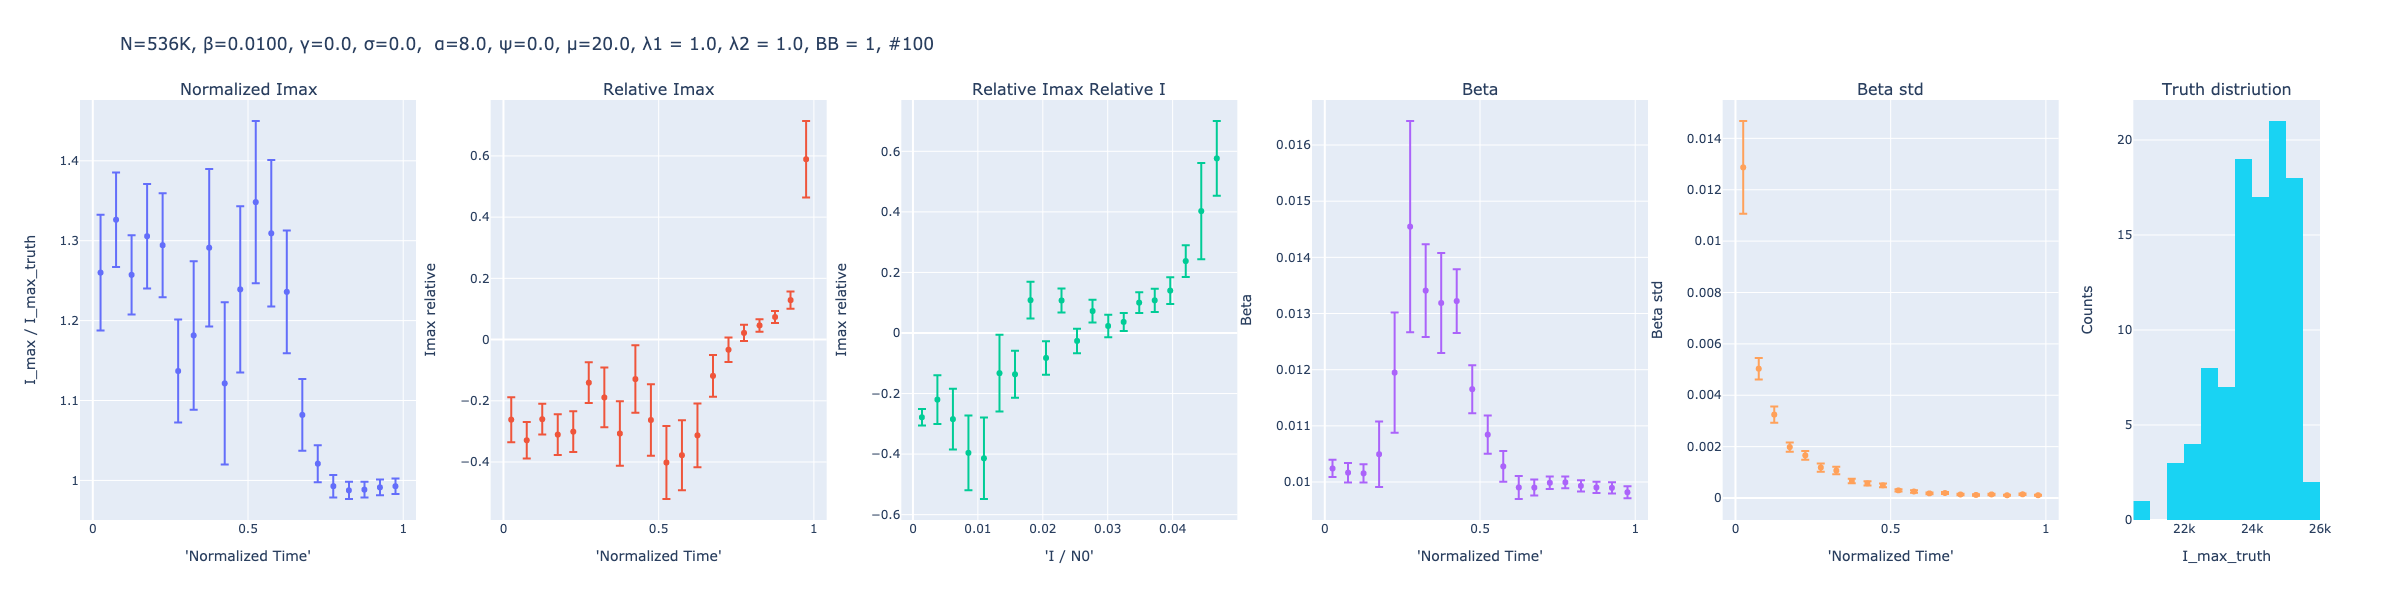 N=536K, β=0.0100, γ=0.0, σ=0.0,  α=8.0, ψ=0.0, μ=20.0, λ1 = 1.0, λ2 = 1.0, BB = 1, #100
Normalized Imax
I_max / I_max_truth
1.4
1.3
1.2
1.1
1
0
0.5
1
'Normalized Time'
Relative Imax
Imax relative
0.6
0.4
0.2
0
−0.2
−0.4
0
0.5
1
'Normalized Time'
Relative Imax Relative I
Imax relative
0.6
0.4
0.2
0
−0.2
−0.4
−0.6
0
0.01
0.02
0.03
0.04
'I / N0'
Beta
Beta
0.016
0.015
0.014
0.013
0.012
0.011
0.01
0
0.5
1
'Normalized Time'
Beta std
Beta std
0.014
0.012
0.01
0.008
0.006
0.004
0.002
0
0
0.5
1
'Normalized Time'
Truth distriution
Counts
20
15
10
5
0
22k
24k
26k
I_max_truth